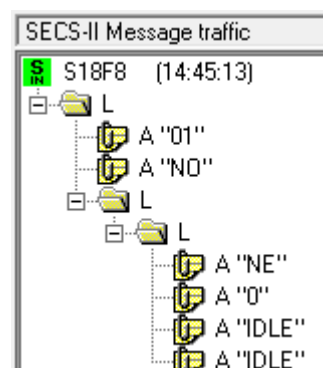 SECS-II Message traffic
S IN S18F8 (14:45:13)
L
A "01"
A "NO"
L
L
A "NE"
A "0"
A "IDLE"
A "IDLE"